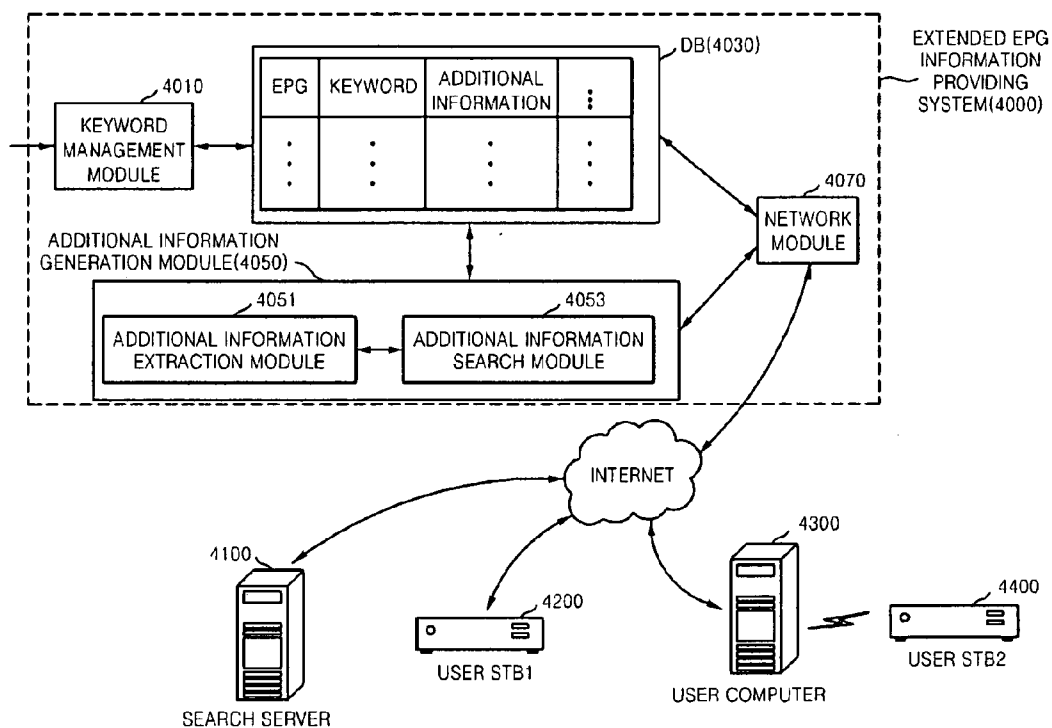 DB(4030)
EXTENDED EPG
INFORMATION
PROVIDING
SYSTEM(4000)
4010
KEYWORD
MANAGEMENT
MODULE
EPG
KEYWORD
ADDITIONAL
INFORMATION
4070
NETWORK
MODULE
ADDITIONAL INFORMATION
GENERATION MODULE(4050)
4051
ADDITIONAL INFORMATION
EXTRACTION MODULE
4053
ADDITIONAL INFORMATION
SEARCH MODULE
INTERNET
4100
SEARCH SERVER
4200
USER STB1
4300
USER COMPUTER
4400
USER STB2